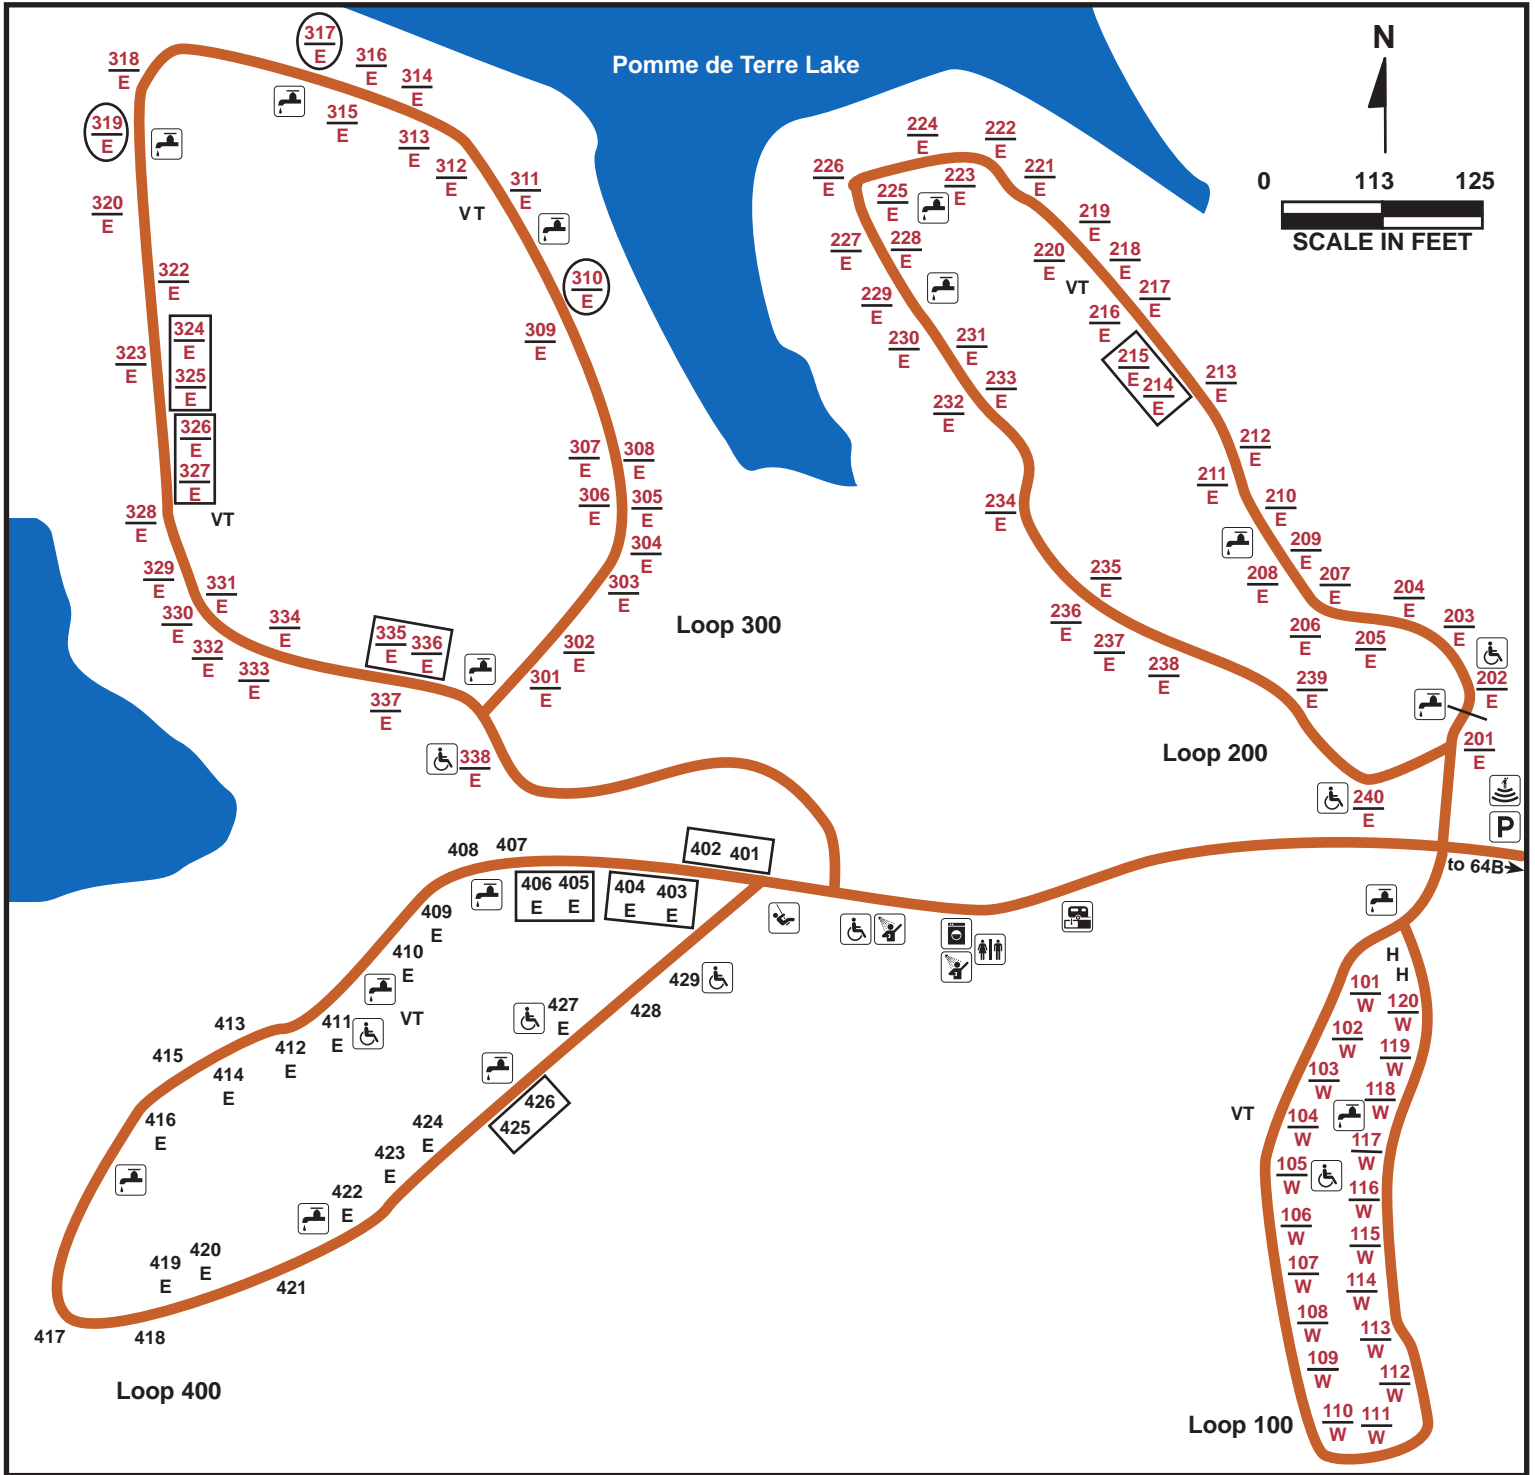 Pomme de Terre Lake
N
0 113 125
SCALE IN FEET
317
E
316
E
314
E
318
E
315
E
313
E
312
E
VT
311
E
319
E
320
E
310
E
309
E
322
E
323
E
324
E
325
E
326
E
327
E
328
E
VT
307
E
308
E
306
E
305
E
304
E
303
E
302
E
301
E
329
E
331
E
330
E
332
E
334
E
333
E
335
E
336
E
337
E
338
E
Loop 300
224
E
222
E
226
E
225
E
223
E
221
E
227
E
228
E
219
E
220
E
218
E
VT
217
E
229
E
216
E
230
E
231
E
215
E
214
E
213
E
233
E
232
E
212
E
211
E
234
E
210
E
209
E
208
E
207
E
235
E
236
E
237
E
238
E
206
E
205
E
204
E
203
E
202
E
239
E
201
E
Loop 200
240
E
P
to 64B
402 401
408 407
406
E
405
E
404
E
403
E
409
E
410
E
VT
411
E
413
412
E
415
414
E
416
E
429
428
427
E
426
425
424
E
423
E
422
E
420
E
419
E
421
417
418
Loop 400
H
H
101
W
120
W
102
W
119
W
103
W
118
W
VT
104
W
117
W
105
W
116
W
106
W
115
W
107
W
114
W
108
W
113
W
109
W
112
W
110
W
111
W
Loop 100